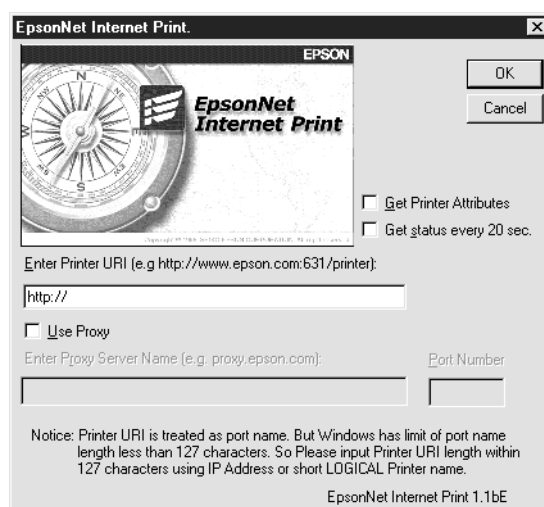 EpsonNet Internet Print.
EPSON
EpsonNet
Internet Print
N
NE
E
SE
S
SW
W
NW
OK
Cancel
Get Printer Attributes
Get status every 20 sec.
Enter Printer URI (e.g http://www.epson.com:631/printer):
http://
Use Proxy
Enter Proxy Server Name (e.g. proxy.epson.com):
Port Number
Notice: Printer URI is treated as port name. But Windows has limit of port name
length less than 127 characters. So Please input Printer URI length within
127 characters using IP Address or short LOGICAL Printer name.
EpsonNet Internet Print 1.1bE